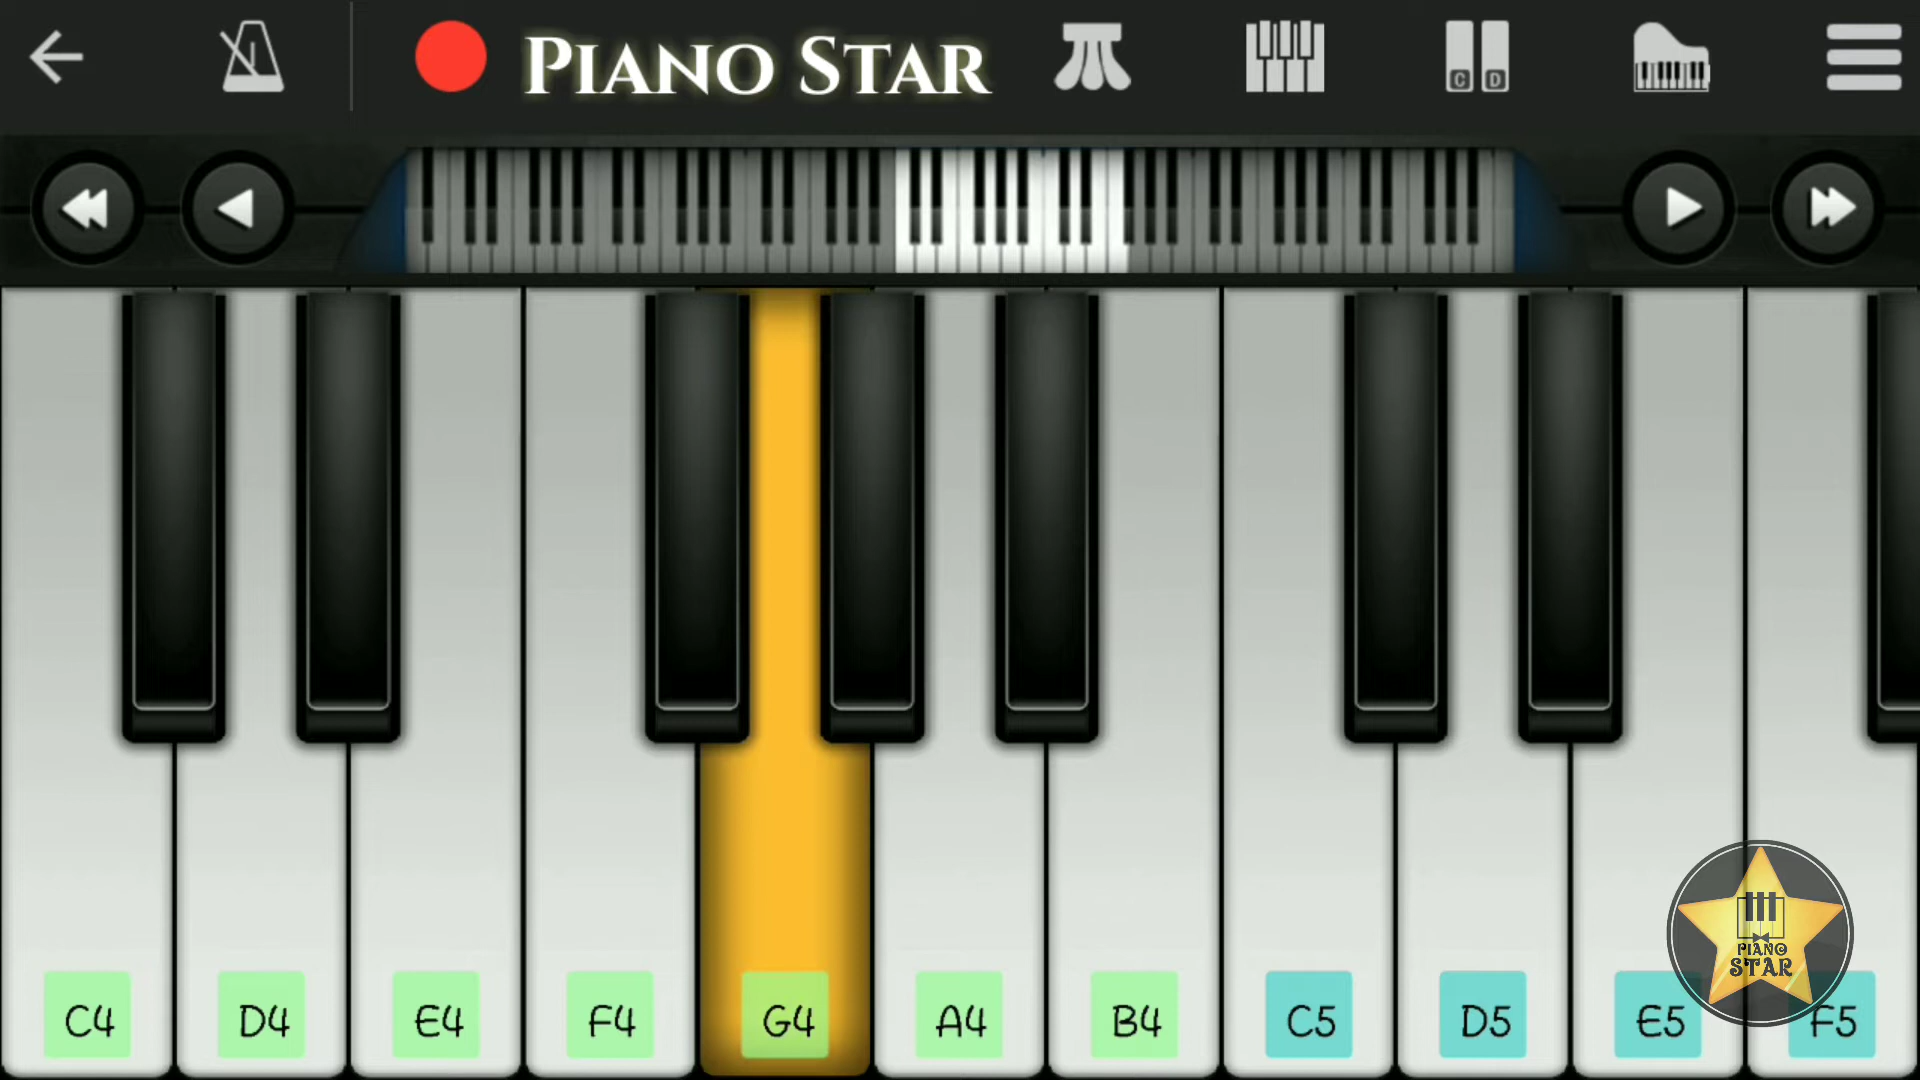 PIANO STAR
C D
C4 D4 E4 F4 G4 A4 B4 C5 D5 E5 F5
PIANO
STAR